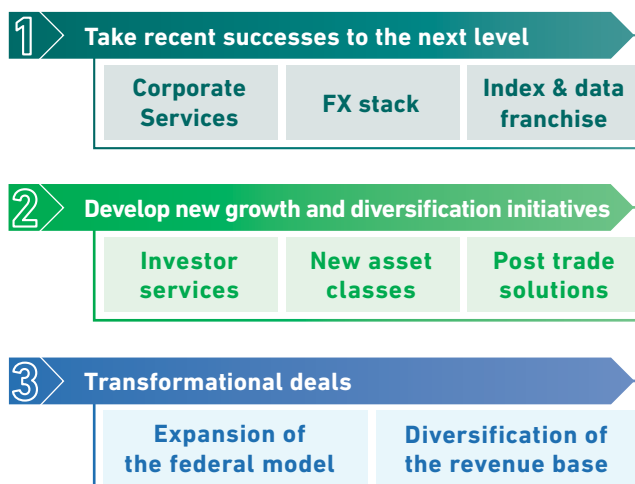 1 Take recent successes to the next level
Corporate
Services
FX stack
Index & data
franchise
2 Develop new growth and diversification initiatives
Investor
services
New asset
classes
Post trade
solutions
3 Transformational deals
Expansion of
the federal model
Diversification of
the revenue base